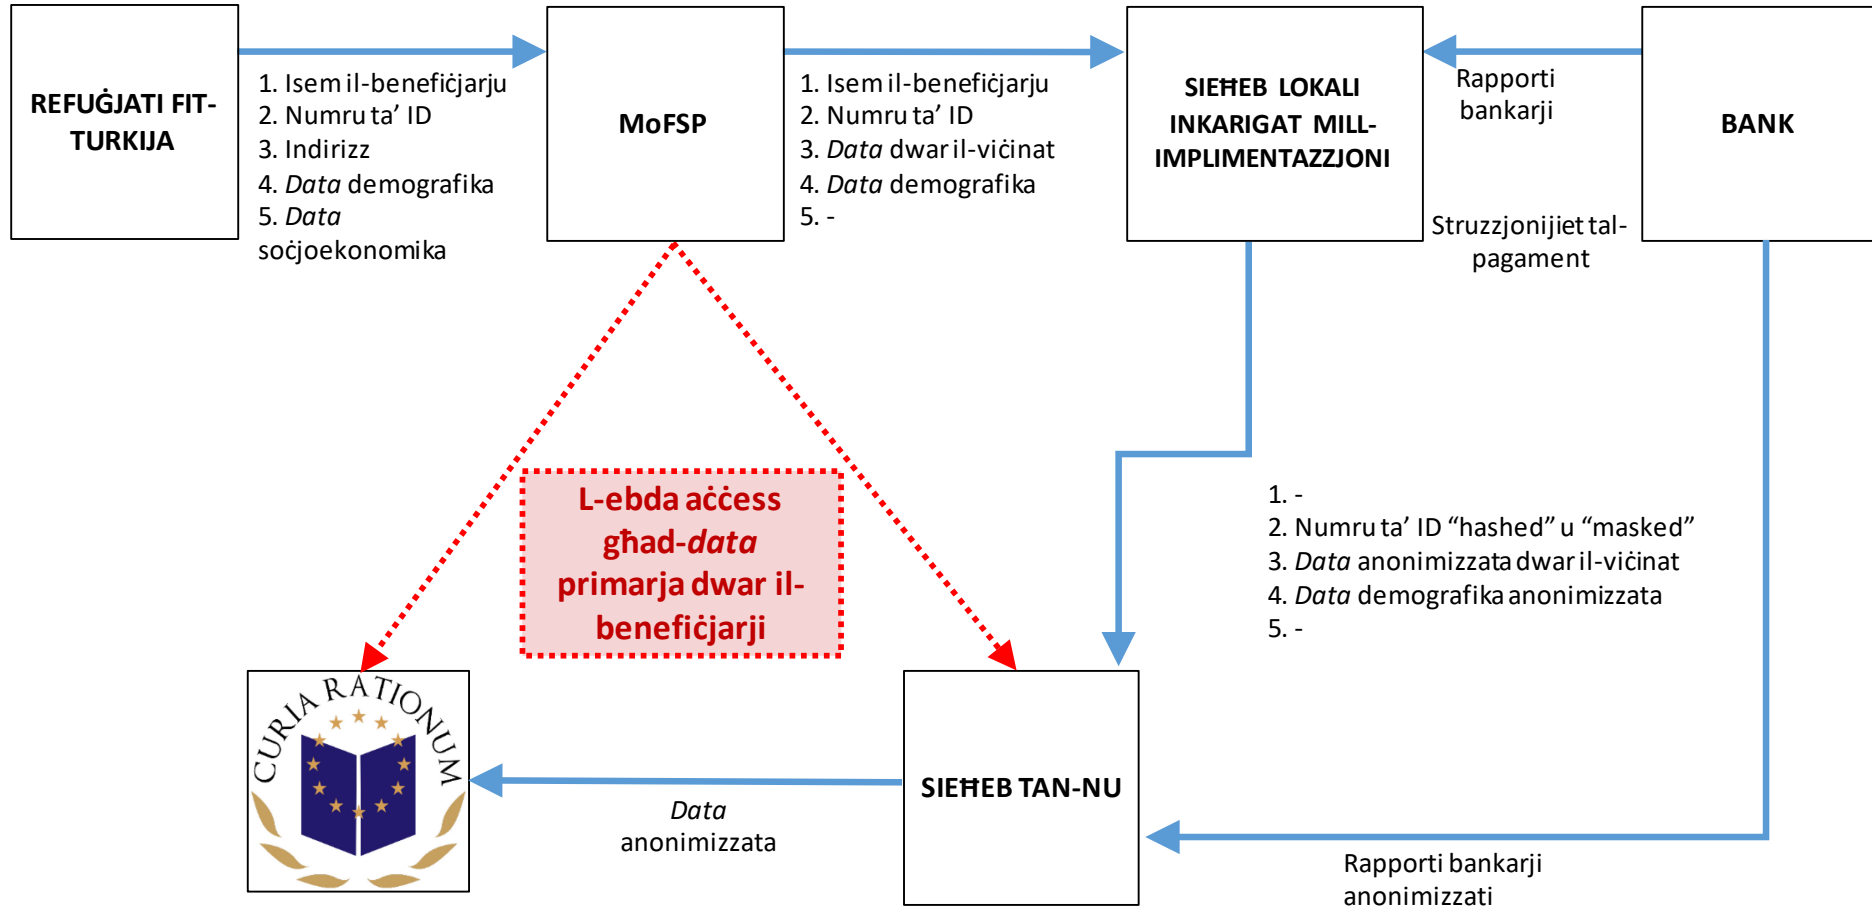 REFUĠJATI FIT-
TURKIJA
1. Isem il-benefiċjarju
2. Numru ta’ ID
3. Indirizz
4. Data demografika
5. Data
soċjoekonomika
MoFSP
1. Isem il-benefiċjarju
2. Numru ta’ ID
3. Data dwar il-viċinat
4. Data demografika
5. -
SIEĦEB LOKALI
INKARIGAT MILL-
IMPLIMENTAZZJONI
Rapporti
bankarji
BANK
Struzzjonijiet tal-
pagament
L-ebda aċċess
għad-data
primarja dwar il-
benefiċjarji
1. -
2. Numru ta’ ID “hashed” u “masked”
3. Data anonimizzata dwar il-viċinat
4. Data demografika anonimizzata
5. -
CURIA RATIONUM
Data
anonimizzata
SIEĦEB TAN-NU
Rapporti bankarji
anonimizzati